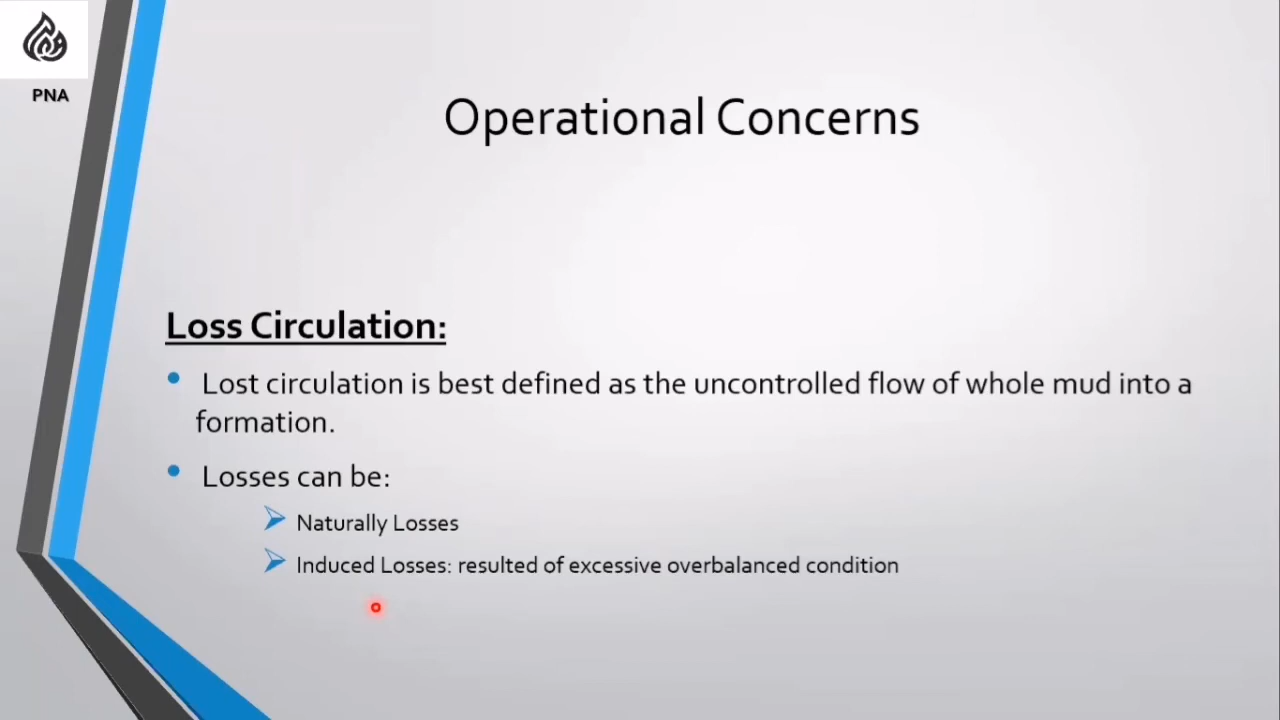 PNA
Operational Concerns
Loss Circulation:
Lost circulation is best defined as the uncontrolled flow of whole mud into a
formation.
Losses can be:
Naturally Losses
Induced Losses: resulted of excessive overbalanced condition